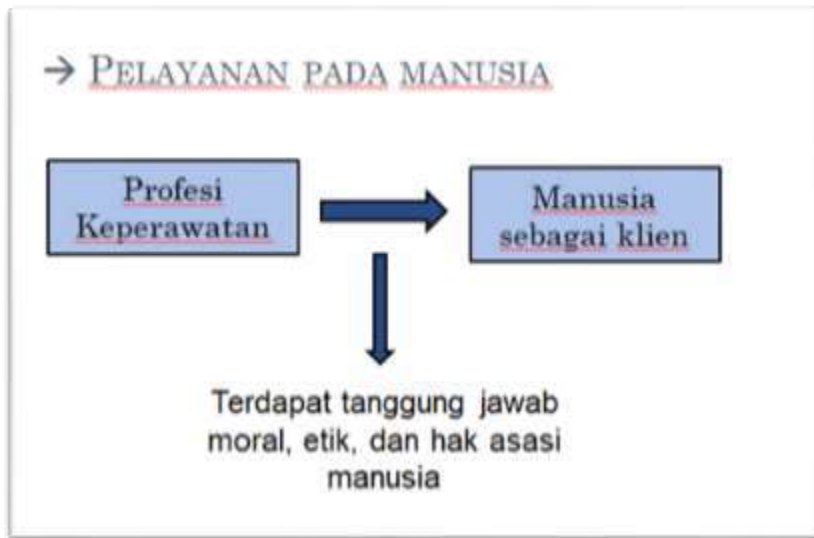 → PELAYANAN PADA MANUSIA
Profesi
Keperawatan
Manusia
sebagai klien
Terdapat tanggung jawab
moral, etik, dan hak asasi
manusia